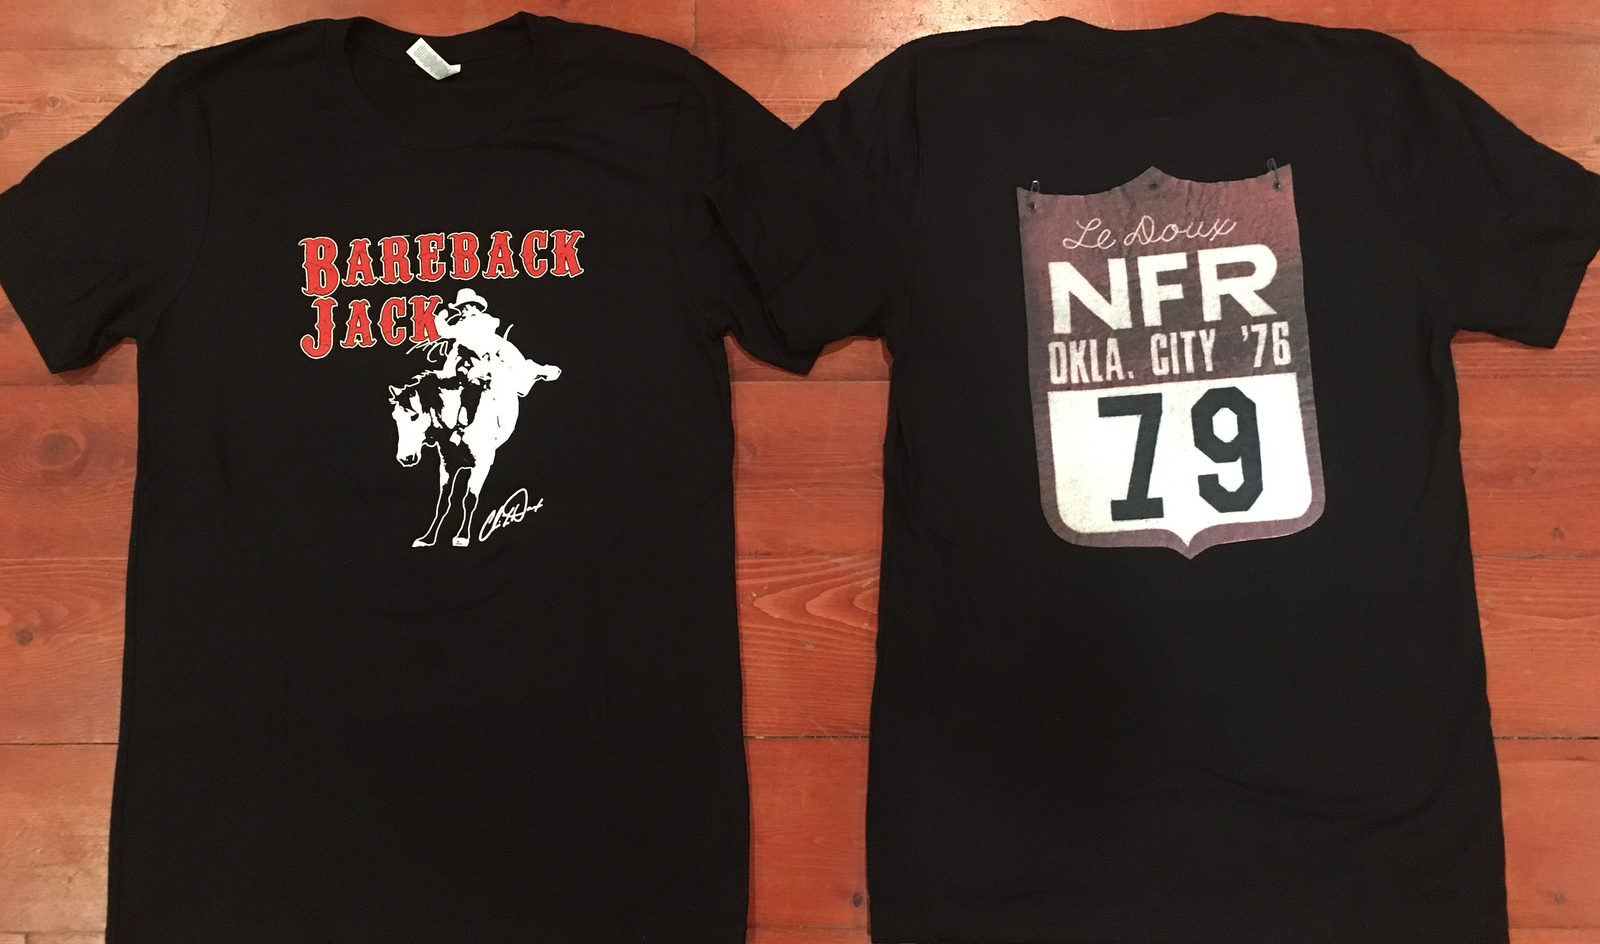 BAREBACK
JACK
Le Doux
NFR
OKLA. CITY '76
79